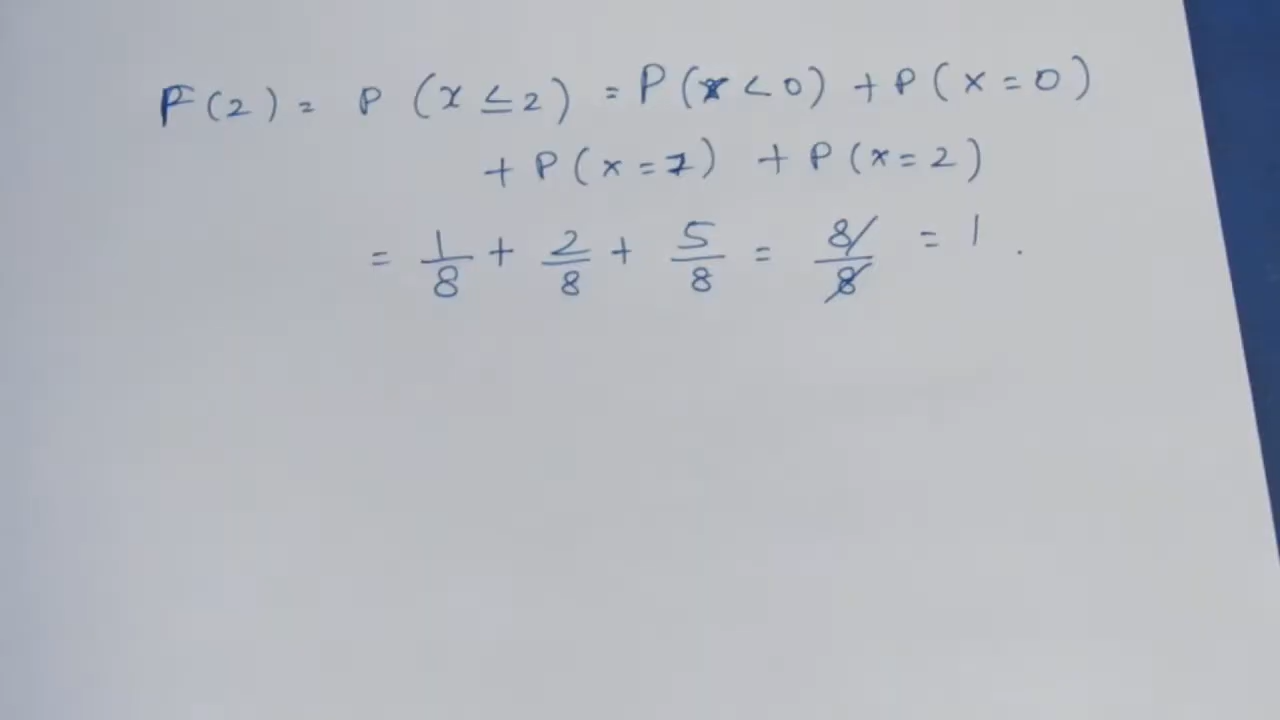 F(2) = P (x ≤ 2) = P(x < 0) + P(x = 0)
+ P(x = 1) + P(x = 2)
= 1/8 + 2/8 + 5/8 = 8/8 = 1.